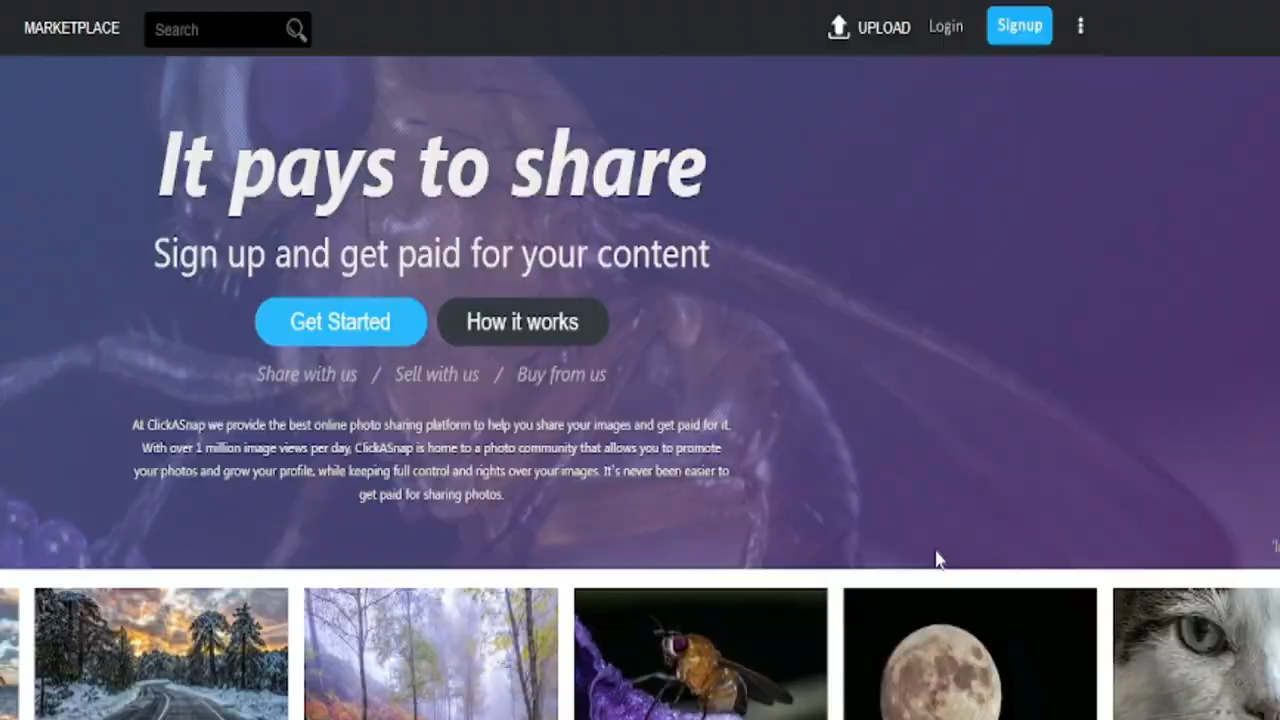 MARKETPLACE Search UPLOAD Login Signup
It pays to share
Sign up and get paid for your content
Get Started How it works
Share with us / Sell with us / Buy from us
At ClickASnap we provide the best online photo sharing platform to help you share your images and get paid for it.
With over 1 million image views per day, ClickASnap is home to a photo community that allows you to promote
your photos and grow your profile, while keeping full control and rights over your images. It's never been easier to
get paid for sharing photos.